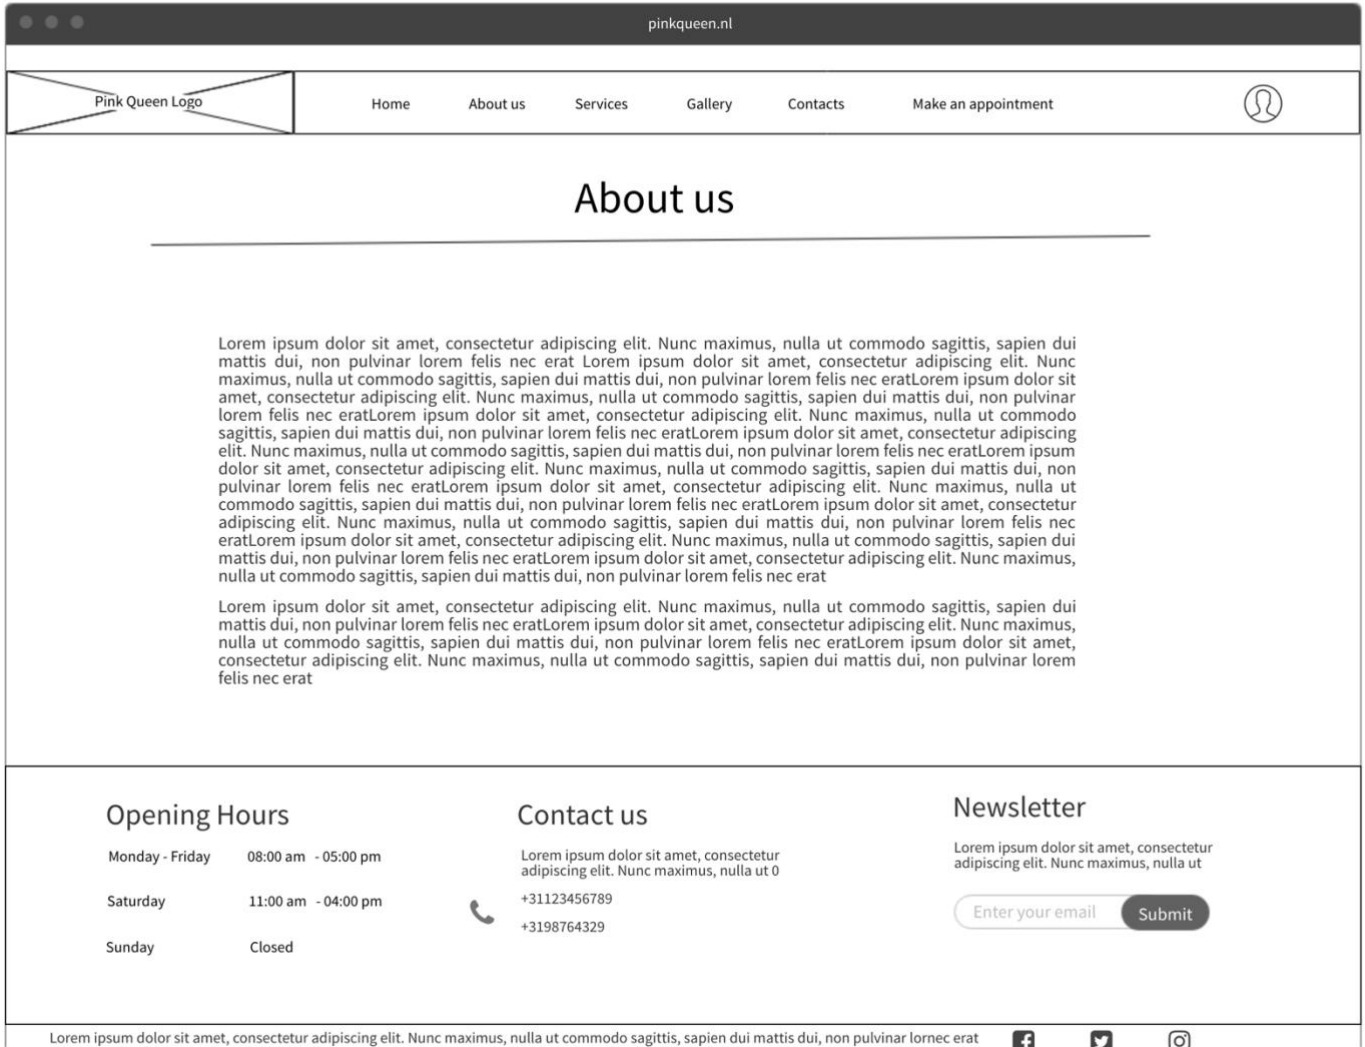 pinkqueen.nl
Pink Queen Logo
Home
About us
Services
Gallery
Contacts
Make an appointment
About us
Lorem ipsum dolor sit amet, consectetur adipiscing elit. Nunc maximus, nulla ut commodo sagittis, sapien dui
mattis dui, non pulvinar lorem felis nec erat Lorem ipsum dolor sit amet, consectetur adipiscing elit. Nunc
maximus, nulla ut commodo sagittis, sapien dui mattis dui, non pulvinar lorem felis nec eratLorem ipsum dolor sit
amet, consectetur adipiscing elit. Nunc maximus, nulla ut commodo sagittis, sapien dui mattis dui, non pulvinar
lorem felis nec eratLorem ipsum dolor sit amet, consectetur adipiscing elit. Nunc maximus, nulla ut commodo
sagittis, sapien dui mattis dui, non pulvinar lorem felis nec eratLorem ipsum dolor sit amet, consectetur adipiscing
elit. Nunc maximus, nulla ut commodo sagittis, sapien dui mattis dui, non pulvinar lorem felis nec eratLorem ipsum
dolor sit amet, consectetur adipiscing elit. Nunc maximus, nulla ut commodo sagittis, sapien dui mattis dui, non
pulvinar lorem felis nec eratLorem ipsum dolor sit amet, consectetur adipiscing elit. Nunc maximus, nulla ut
commodo sagittis, sapien dui mattis dui, non pulvinar lorem felis nec eratLorem ipsum dolor sit amet, consectetur
adipiscing elit. Nunc maximus, nulla ut commodo sagittis, sapien dui mattis dui, non pulvinar lorem felis nec
eratLorem ipsum dolor sit amet, consectetur adipiscing elit. Nunc maximus, nulla ut commodo sagittis, sapien dui
mattis dui, non pulvinar lorem felis nec eratLorem ipsum dolor sit amet, consectetur adipiscing elit. Nunc maximus,
nulla ut commodo sagittis, sapien dui mattis dui, non pulvinar lorem felis nec erat
Lorem ipsum dolor sit amet, consectetur adipiscing elit. Nunc maximus, nulla ut commodo sagittis, sapien dui
mattis dui, non pulvinar lorem felis nec eratLorem ipsum dolor sit amet, consectetur adipiscing elit. Nunc maximus,
nulla ut commodo sagittis, sapien dui mattis dui, non pulvinar lorem felis nec eratLorem ipsum dolor sit amet,
consectetur adipiscing elit. Nunc maximus, nulla ut commodo sagittis, sapien dui mattis dui, non pulvinar lorem
felis nec erat
Opening Hours
Monday - Friday 08:00 am - 05:00 pm
Saturday 11:00 am - 04:00 pm
Sunday Closed
Contact us
Lorem ipsum dolor sit amet, consectetur
adipiscing elit. Nunc maximus, nulla ut 0
+31123456789
+3198764329
Newsletter
Lorem ipsum dolor sit amet, consectetur
adipiscing elit. Nunc maximus, nulla ut
Enter your email
Submit
Lorem ipsum dolor sit amet, consectetur adipiscing elit. Nunc maximus, nulla ut commodo sagittis, sapien dui mattis dui, non pulvinar lornec erat